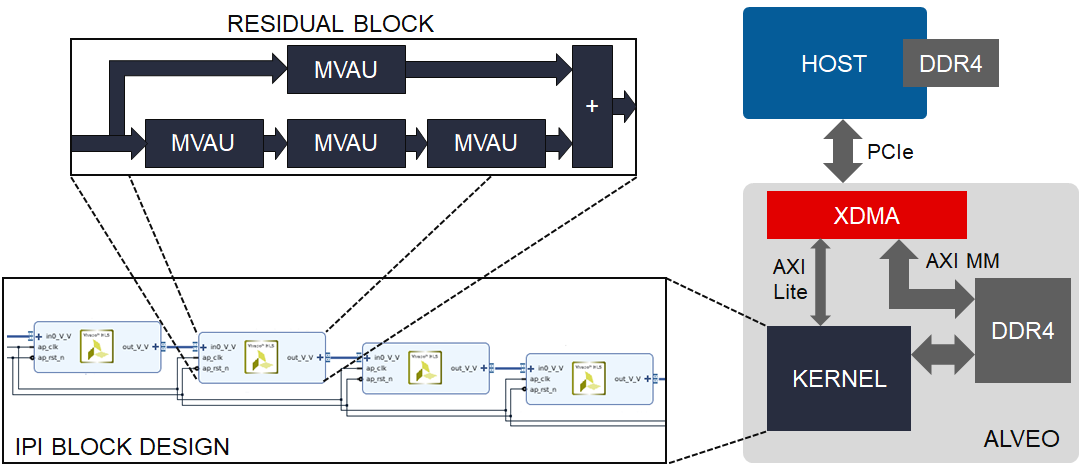 RESIDUAL BLOCK
MVAU
+
MVAU
MVAU
MVAU
HOST
DDR4
PCIe
XDMA
AXI
Lite
AXI MM
DDR4
KERNEL
ALVEO
in0_V_V
ap_clk
ap_rst_n
Vivado® HLS
out_V_V
in0_V_V
ap_clk
ap_rst_n
Vivado® HLS
out_V_V
in0_V_V
ap_clk
ap_rst_n
Vivado® HLS
out_V_V
in0_V_V
ap_clk
ap_rst_n
Vivado® HLS
out_V_V
IPI BLOCK DESIGN